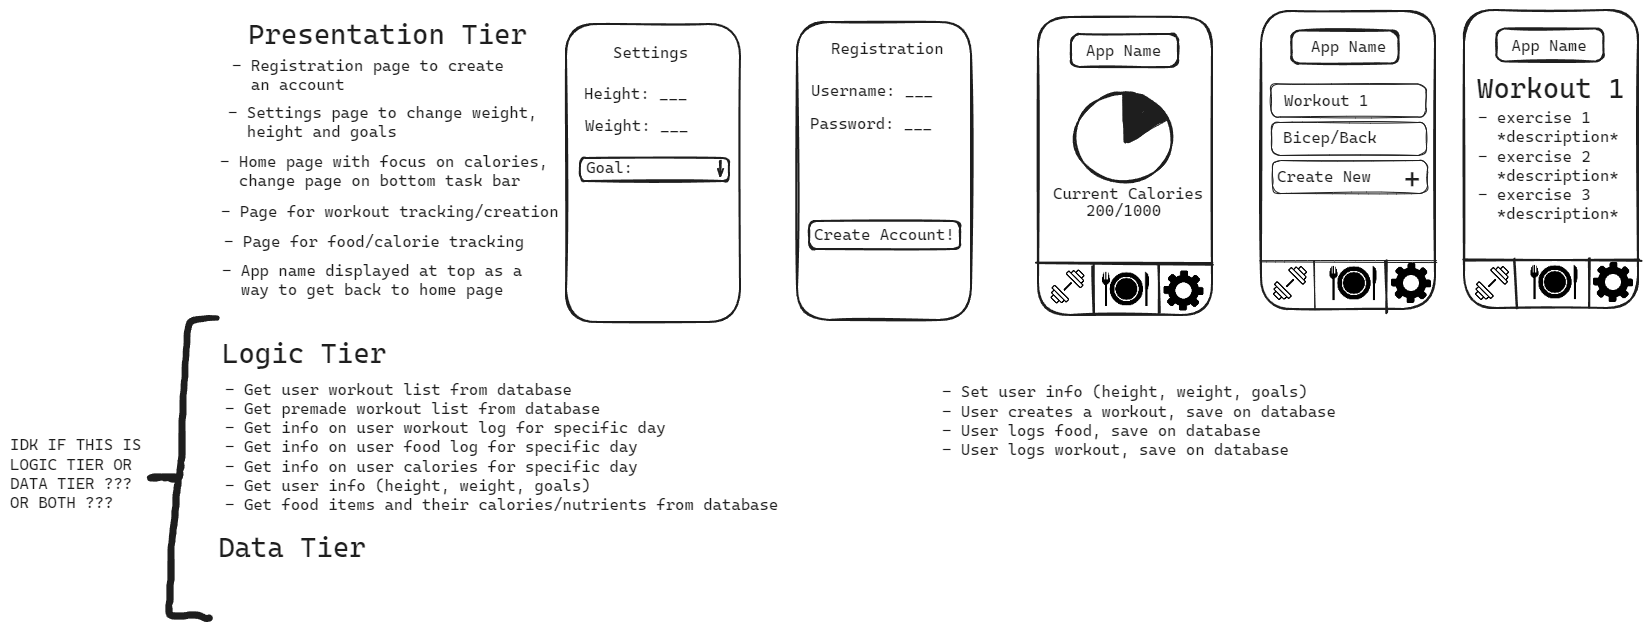 Presentation Tier
- Registration page to create
an account
- Settings page to change weight,
height and goals
- Home page with focus on calories,
change page on bottom task bar
- Page for workout tracking/creation
- Page for food/calorie tracking
- App name displayed at top as a
way to get back to home page
Settings
Height: ___
Weight: ___
Goal:
Registration
Username: ___
Password: ___
Create Account!
App Name
Current Calories
200/1000
App Name
Workout 1
Bicep/Back
Create New +
App Name
Workout 1
- exercise 1
*description*
- exercise 2
*description*
- exercise 3
*description*
Logic Tier
- Get user workout list from database
- Get premade workout list from database
- Get info on user workout log for specific day
- Get info on user food log for specific day
- Get info on user calories for specific day
- Get user info (height, weight, goals)
- Get food items and their calories/nutrients from database
- Set user info (height, weight, goals)
- User creates a workout, save on database
- User logs food, save on database
- User logs workout, save on database
IDK IF THIS IS
LOGIC TIER OR
DATA TIER ???
OR BOTH ???
Data Tier